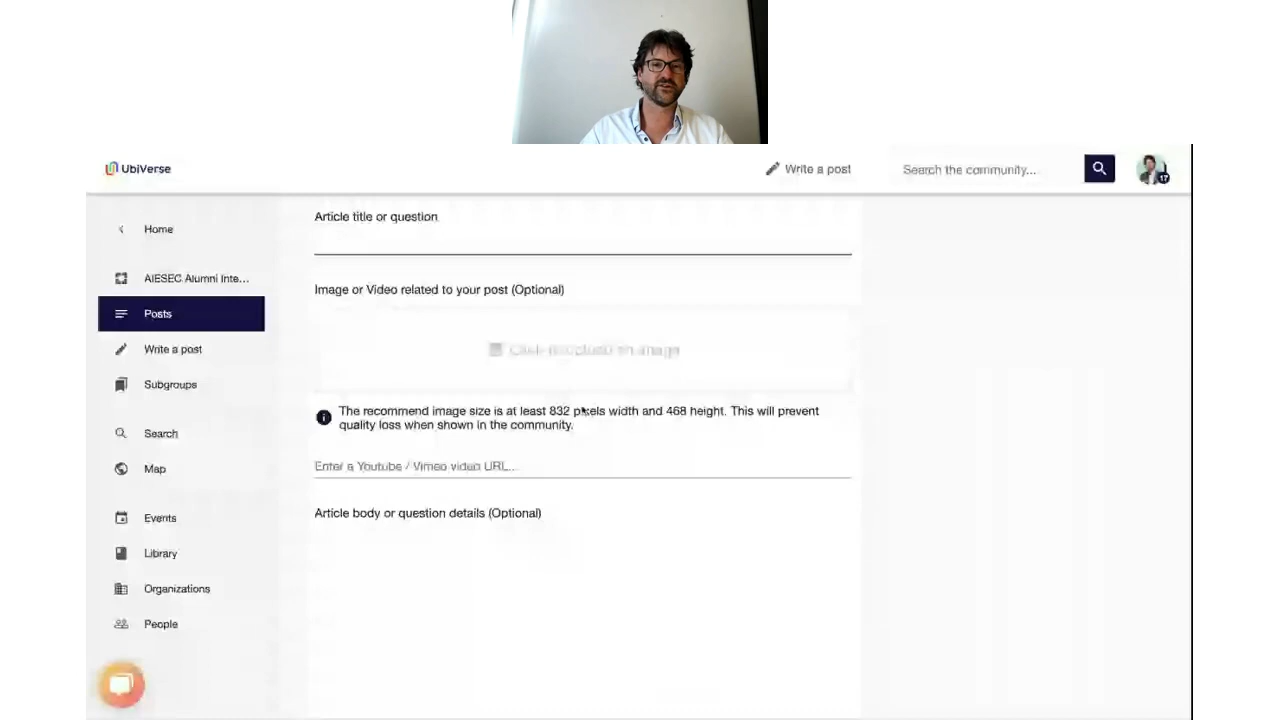 UbiVerse
Write a post
Search the community...
17
Home
AIESEC Alumni Inte...
Posts
Write a post
Subgroups
Search
Map
Events
Library
Organizations
People
Article title or question
Image or Video related to your post (Optional)
The recommend image size is at least 832 pixels width and 468 height. This will prevent
quality loss when shown in the community.
Enter a Youtube / Vimeo video URL...
Article body or question details (Optional)